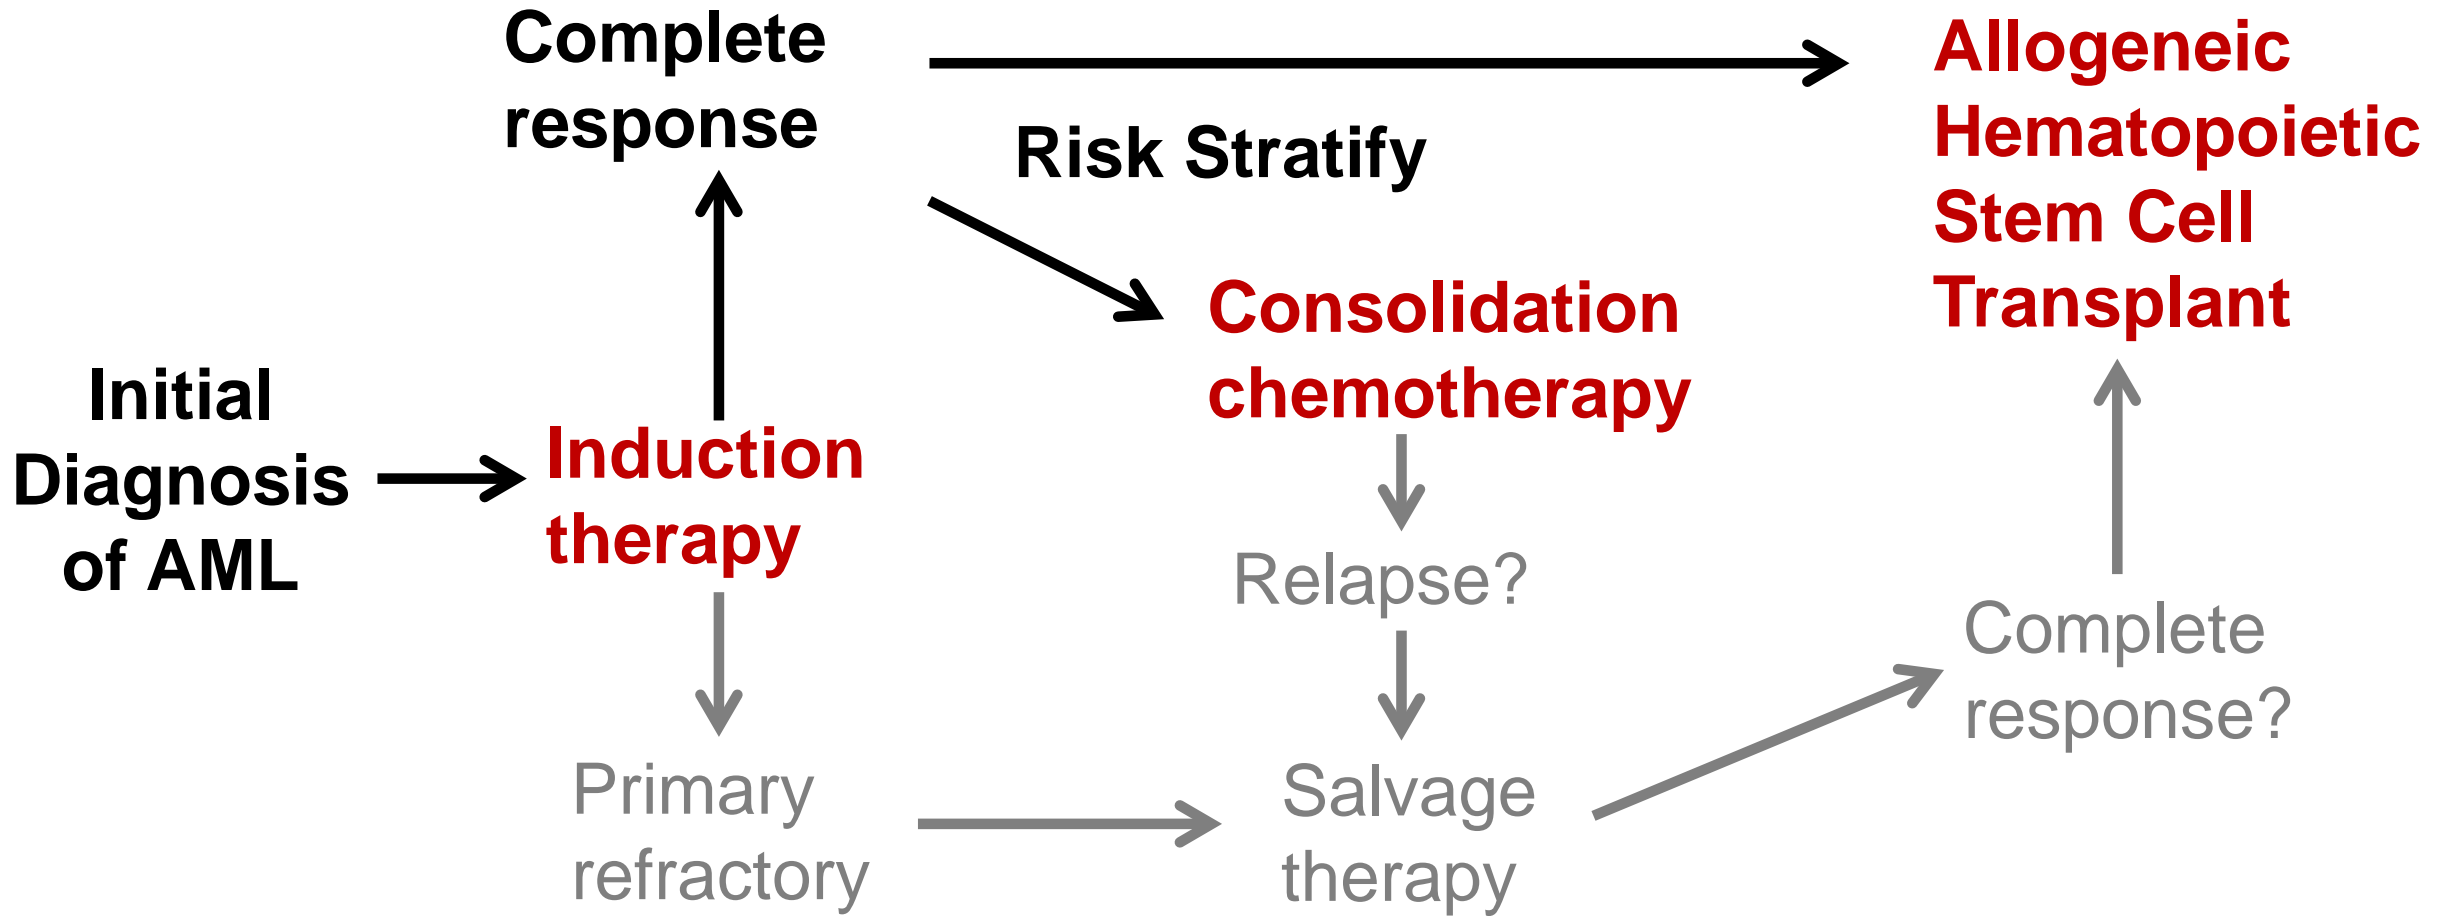 Complete
response
Risk Stratify
Allogeneic
Hematopoietic
Stem Cell
Transplant
Consolidation
chemotherapy
Initial
Diagnosis
of AML
Induction
therapy
Relapse?
Complete
response?
Primary
refractory
Salvage
therapy